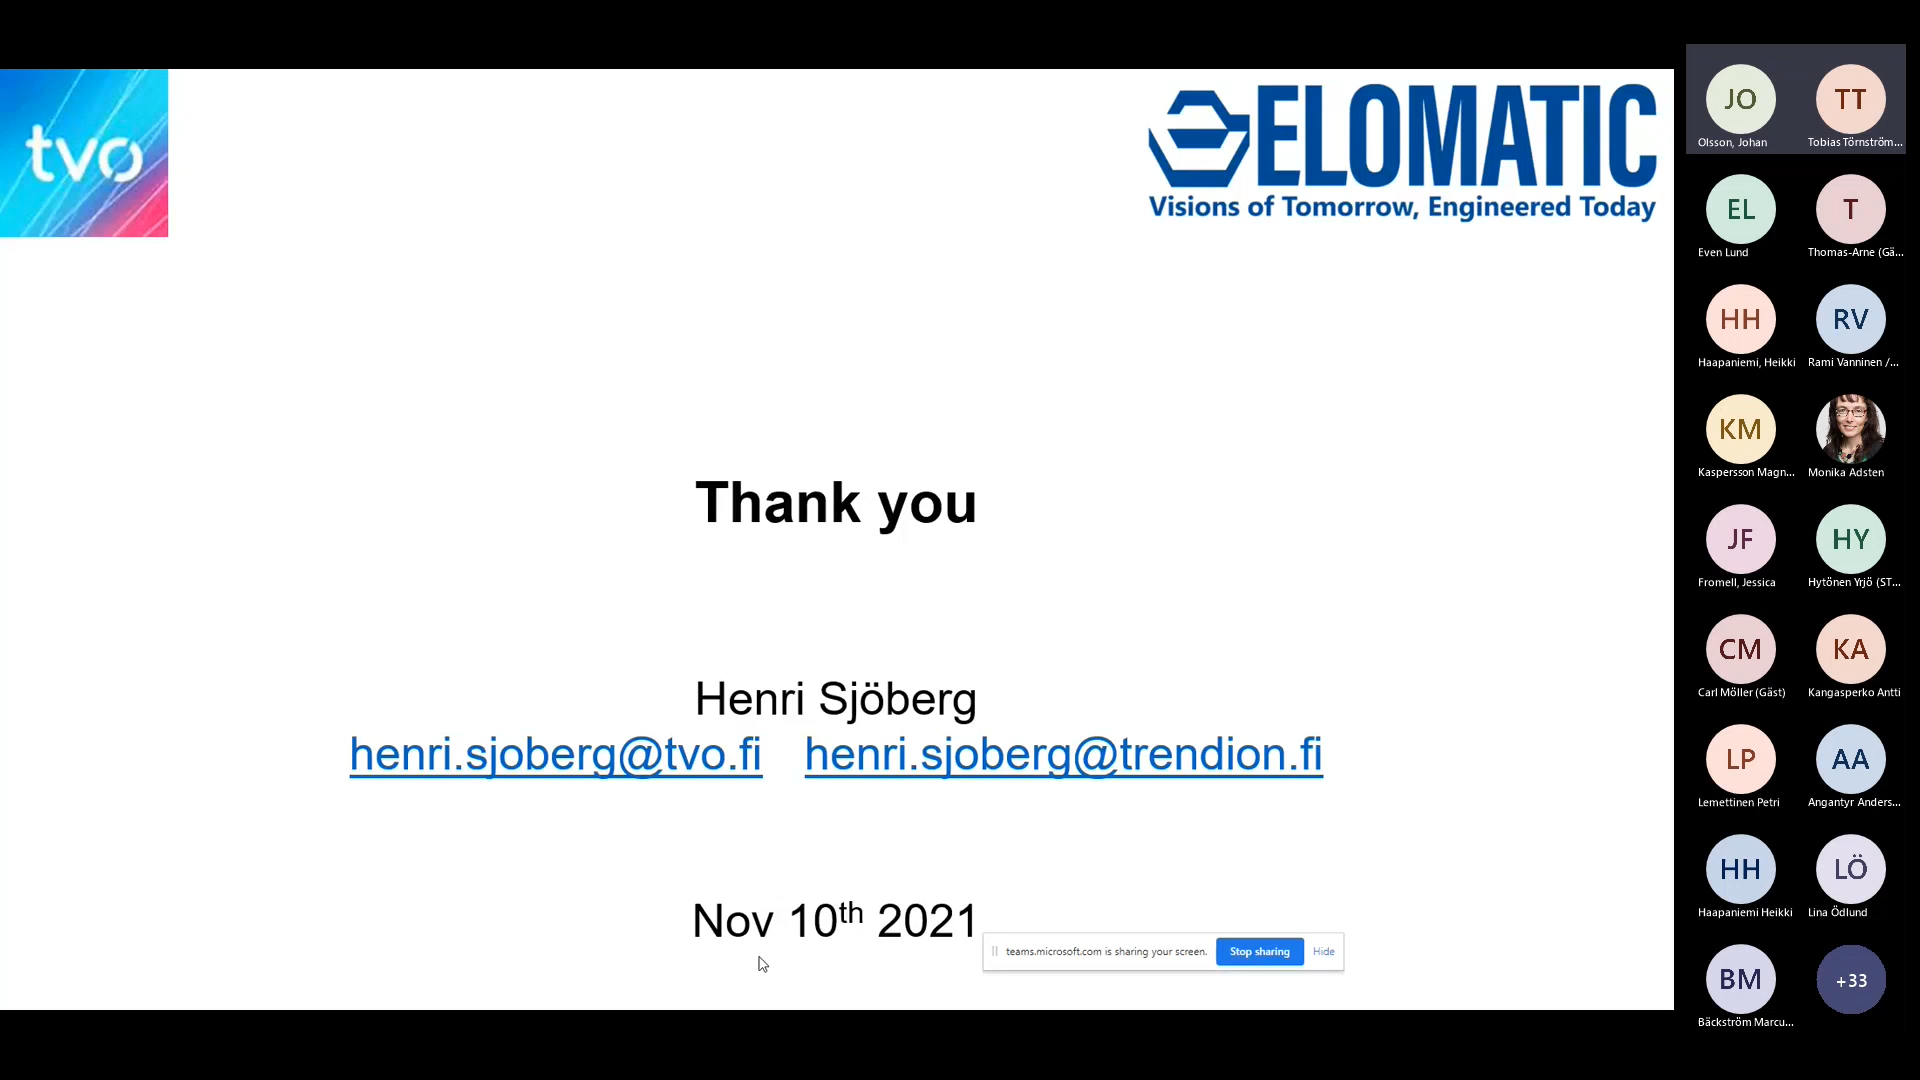 tvo
ELOMATIC
Visions of Tomorrow, Engineered Today
Thank you
Henri Sjöberg
henri.sjoberg@tvo.fi henri.sjoberg@trendion.fi
Nov 10th 2021
teams.microsoft.com is sharing your screen. Stop sharing Hide
JO TT
Olsson, Johan Tobias Törnström...
EL T
Even Lund Thomas-Arne (Gä...
HH RV
Haapaniemi, Heikki Rami Vanninen /...
KM
Kaspersson Magn... Monika Adsten
JF HY
Fromell, Jessica Hytönen Yrjö (ST...
CM KA
Carl Möller (Gäst) Kangasperko Antti
LP AA
Lemettinen Petri Angantyr Anders...
HH LÖ
Haapaniemi Heikki Lina Ödlund
BM +33
Bäckström Marcu...